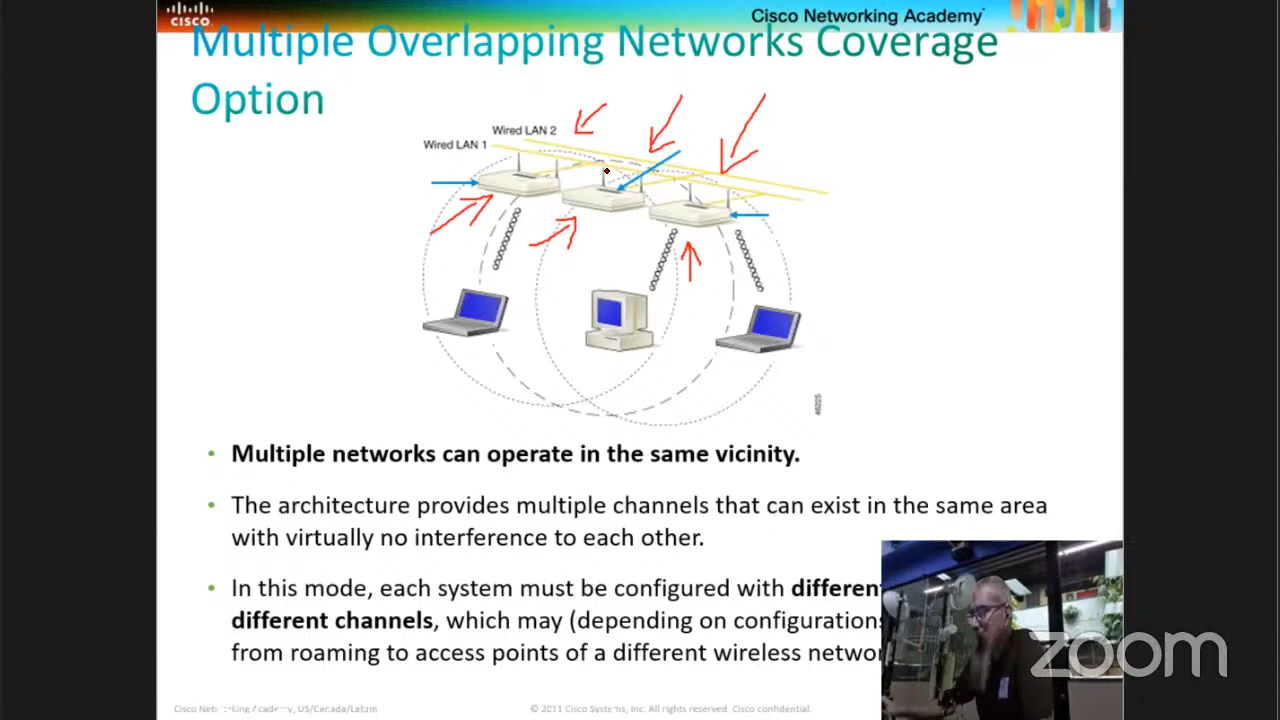 CISCO
Cisco Networking Academy
Multiple Overlapping Networks Coverage
Option
Wired LAN 2
Wired LAN 1
46225
• Multiple networks can operate in the same vicinity.
• The architecture provides multiple channels that can exist in the same area
with virtually no interference to each other.
• In this mode, each system must be configured with different
different channels, which may (depending on configurations
from roaming to access points of a different wireless networ
zoom
Cisco Networking Academy, US/Canada/Latam
© 2011 Cisco Systems, Inc. All rights reserved. Cisco confidential.